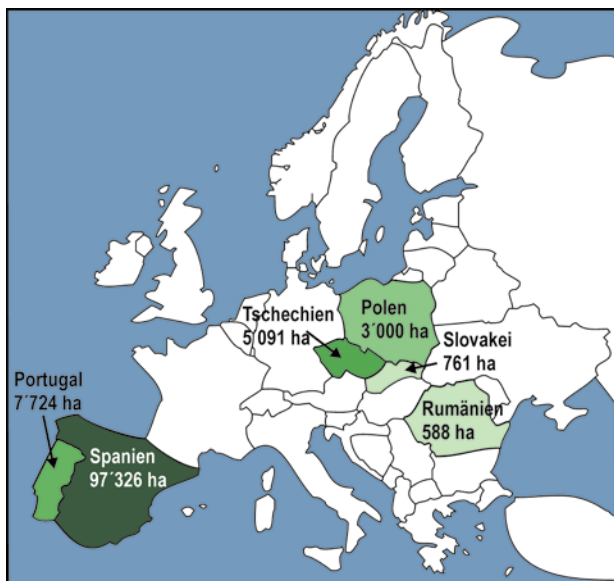 Tschechien
5´091 ha
Polen
3´000 ha
Slovakei
761 ha
Portugal
7´724 ha
Rumänien
588 ha
Spanien
97´326 ha